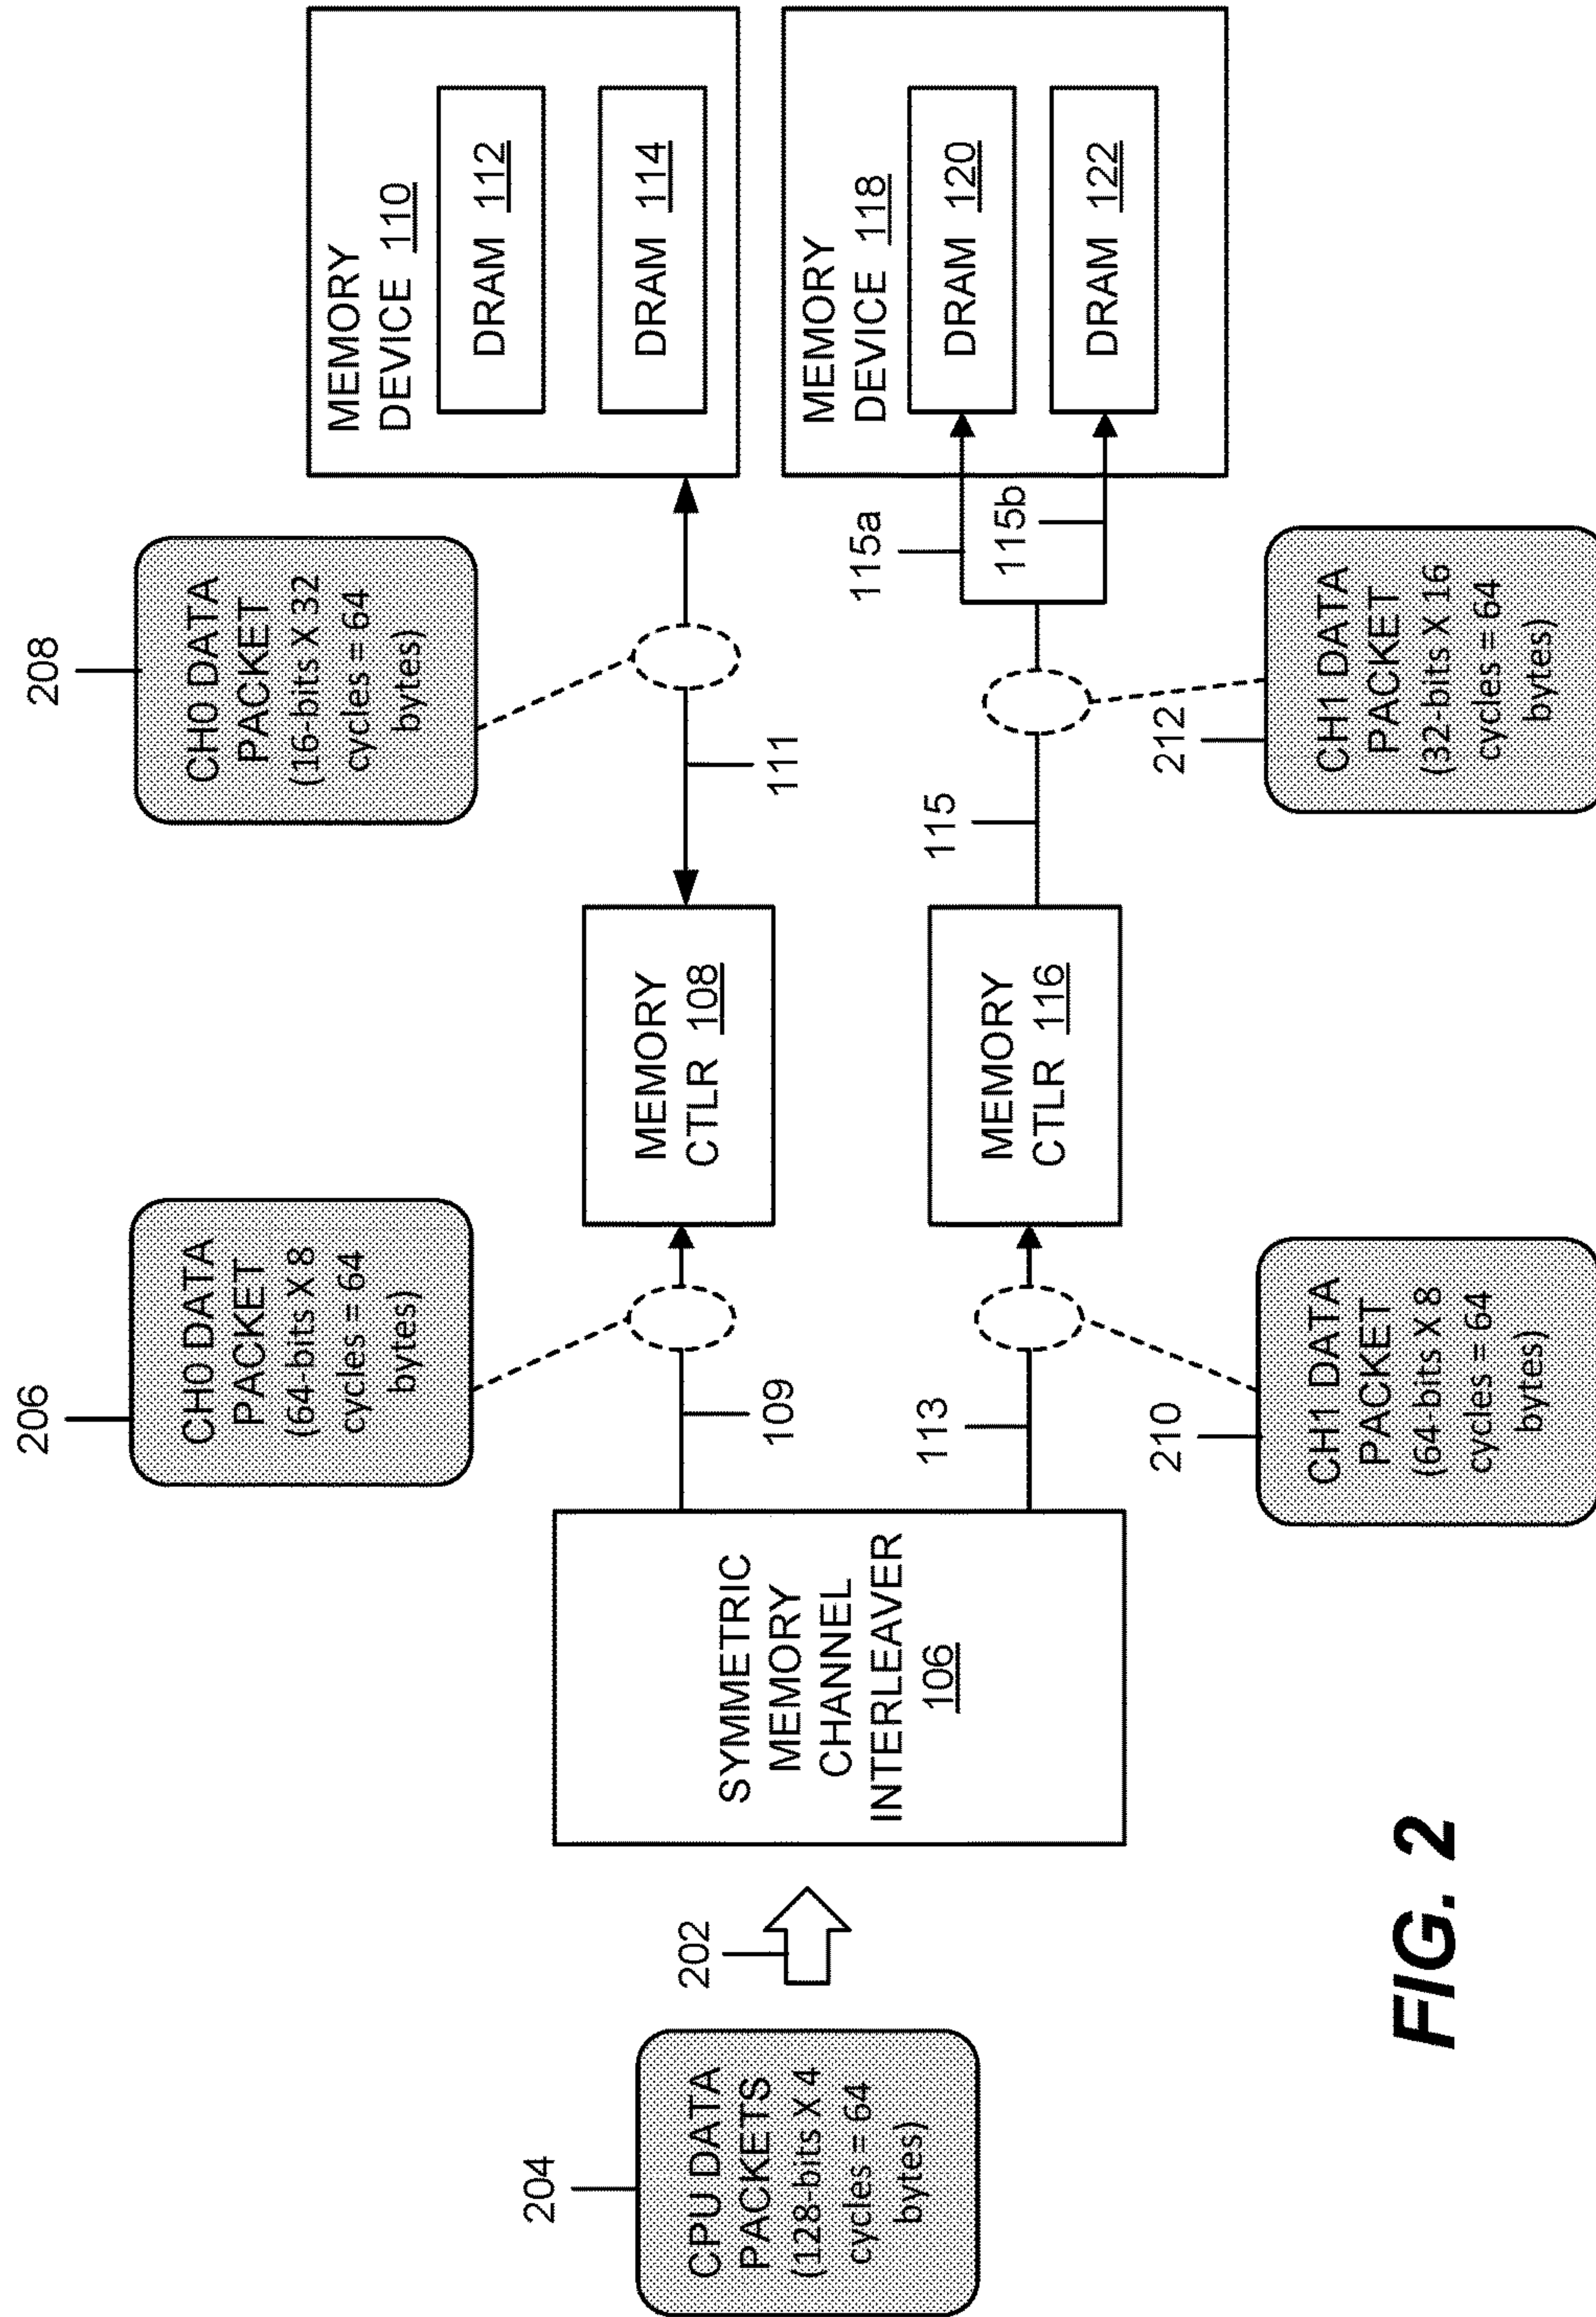 204
CPU DATA
PACKETS
(128-bits X 4
cycles = 64
bytes)
202
SYMMETRIC
MEMORY
CHANNEL
INTERLEAVER
106
206
CH0 DATA
PACKET
(64-bits X 8
cycles = 64
bytes)
109
113
210
CH1 DATA
PACKET
(64-bits X 8
cycles = 64
bytes)
MEMORY
CTLR 108
MEMORY
CTLR 116
208
CH0 DATA
PACKET
(16-bits X 32
cycles = 64
bytes)
111
115
115a
115b
212
CH1 DATA
PACKET
(32-bits X 16
cycles = 64
bytes)
MEMORY
DEVICE 110
DRAM 112
DRAM 114
MEMORY
DEVICE 118
DRAM 120
DRAM 122
FIG. 2